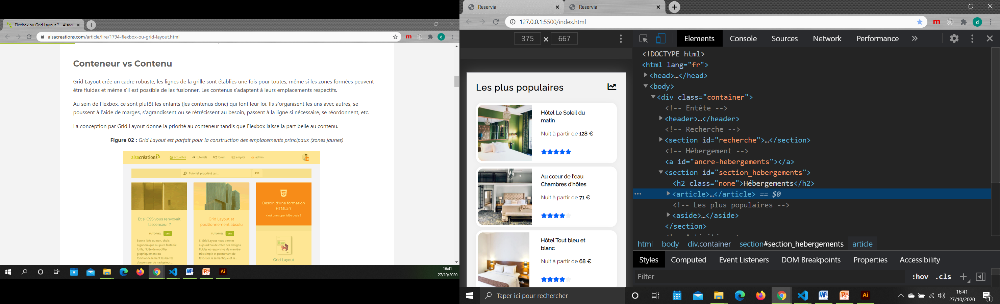 Flexbox ou Grid Layout ? - Alsacr
alsacreations.com/article/lire/1794-flexbox-ou-grid-layout.html
Conteneur vs Contenu
Grid Layout crée un cadre robuste, les lignes de la grille sont établies une fois pour toutes, même si les zones formées peuvent
être fluides et même s'il est possible de les fusionner. Les contenus s'adaptent à leurs emplacements respectifs.
Au sein de Flexbox, ce sont plutôt les enfants (les contenus donc) qui font leur loi. Ils s'organisent les uns avec autres, se
poussent à l'aide de marges, s'agrandissent ou se rétrécissent au besoin, passent à la ligne si nécessaire, se réordonnent, etc.
La conception par Grid Layout donne la priorité au conteneur tandis que Flexbox laisse la part belle au contenu.
Figure 02 : Grid Layout est parfait pour la construction des emplacements principaux (zones jaunes)
alsacréations
actualités
tutoriels
forum
emploi
admin
Tutoriel, propriété css...
OK
Et si CSS vous renvoyait
l'ascenseur ?
TUTORIEL css
Bonne idée ou non, choix
ergonomique ou pure fantaisie
futile, l'idée de modifier
graphiquement ou
fonctionnellement les barres
d'ascenseur du navigateur...
Grid Layout et
positionnement absolu
TUTORIEL css
Si Grid Layout nous permet
aujourd'hui de créer des designs
fluides et responsive de manière
très simple et permettant de
favoriser la sémantique et la...
Besoin d'une formation
HTML5 ?
c'est une super idée ouais !
Grid Layout
16:41
27/10/2020
Reservia
Reservia
127.0.0.1:5500/index.html
m
d
375 × 667
Les plus populaires
Hôtel Le Soleil du
matin
Nuit à partir de 128 €
Au cœur de l'eau
Chambres d'hôtes
Nuit à partir de 71 €
Hôtel Tout bleu et
blanc
Nuit à partir de 68 €
Elements
Console
Sources
Network
Performance
<!DOCTYPE html>
<html lang="fr">
<head>…</head>
<body>
<div class="container">
<!-- Entête -->
<header>…</header>
<!-- Recherche -->
<section id="recherche">…</section>
<!-- Hébergement -->
<a id="ancre-hebergements"></a>
<section id="section_hebergements">
<h2 class="none">Hébergements</h2>
<article>…</article> == $0
<!-- Les plus populaires -->
<aside>…</aside>
</section>
html body div.container section#section_hebergements article
Styles
Computed
Event Listeners
DOM Breakpoints
Properties
Accessibility
Filter
:hov .cls
Taper ici pour rechercher
16:41
27/10/2020